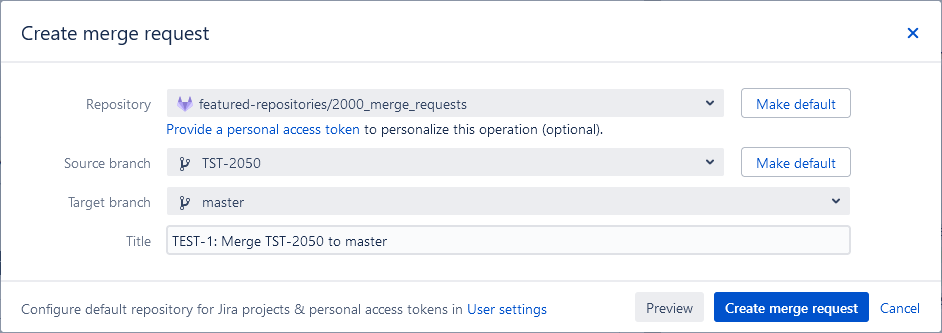 Create merge request
Repository featured-repositories/2000_merge_requests Make default
Provide a personal access token to personalize this operation (optional).
Source branch TST-2050 Make default
Target branch master
Title TEST-1: Merge TST-2050 to master
Configure default repository for Jira projects & personal access tokens in User settings Preview Create merge request Cancel